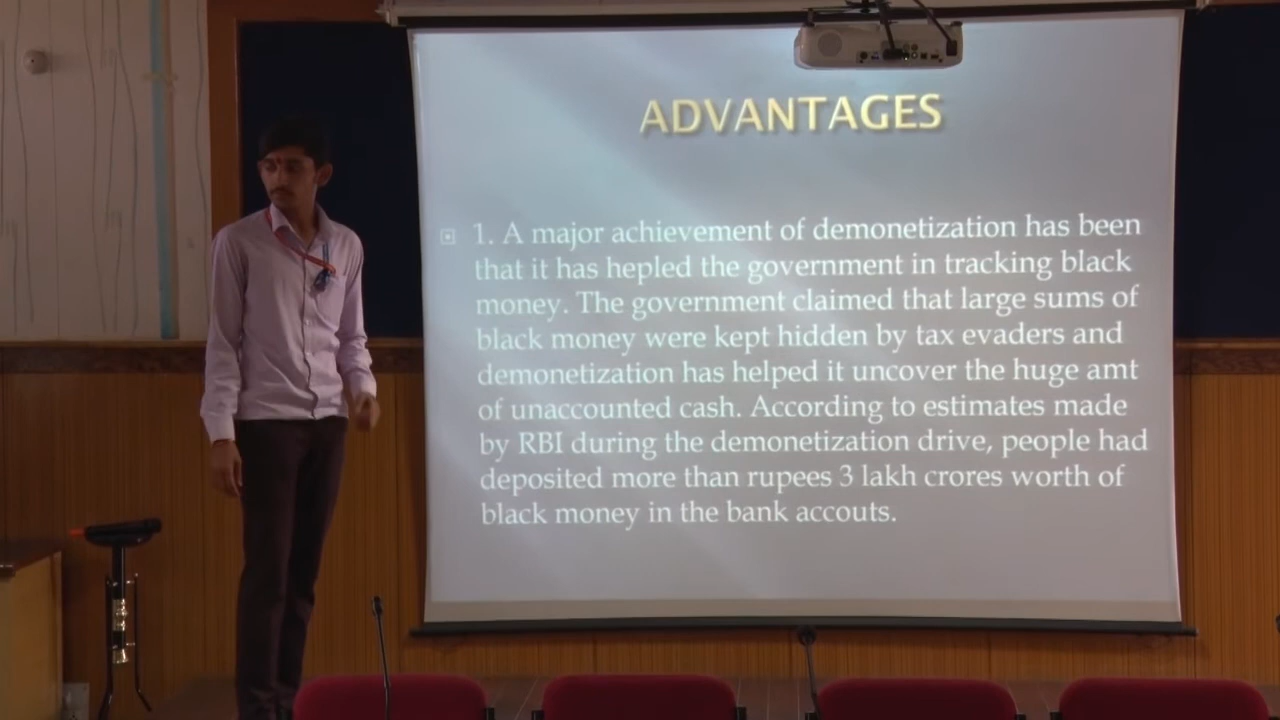 ADVANTAGES
1. A major achievement of demonetization has been
that it has hepled the government in tracking black
money. The government claimed that large sums of
black money were kept hidden by tax evaders and
demonetization has helped it uncover the huge amt
of unaccounted cash. According to estimates made
by RBI during the demonetization drive, people had
deposited more than rupees 3 lakh crores worth of
black money in the bank accouts.